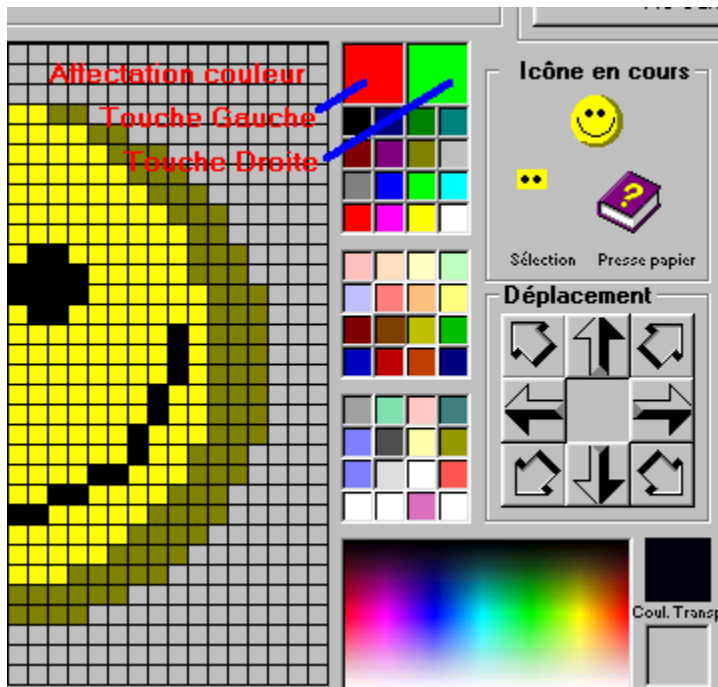 Affectation couleur
Touche Gauche
Touche Droite
Icône en cours
?
Sélection Presse papier
Déplacement
Coul. Transp